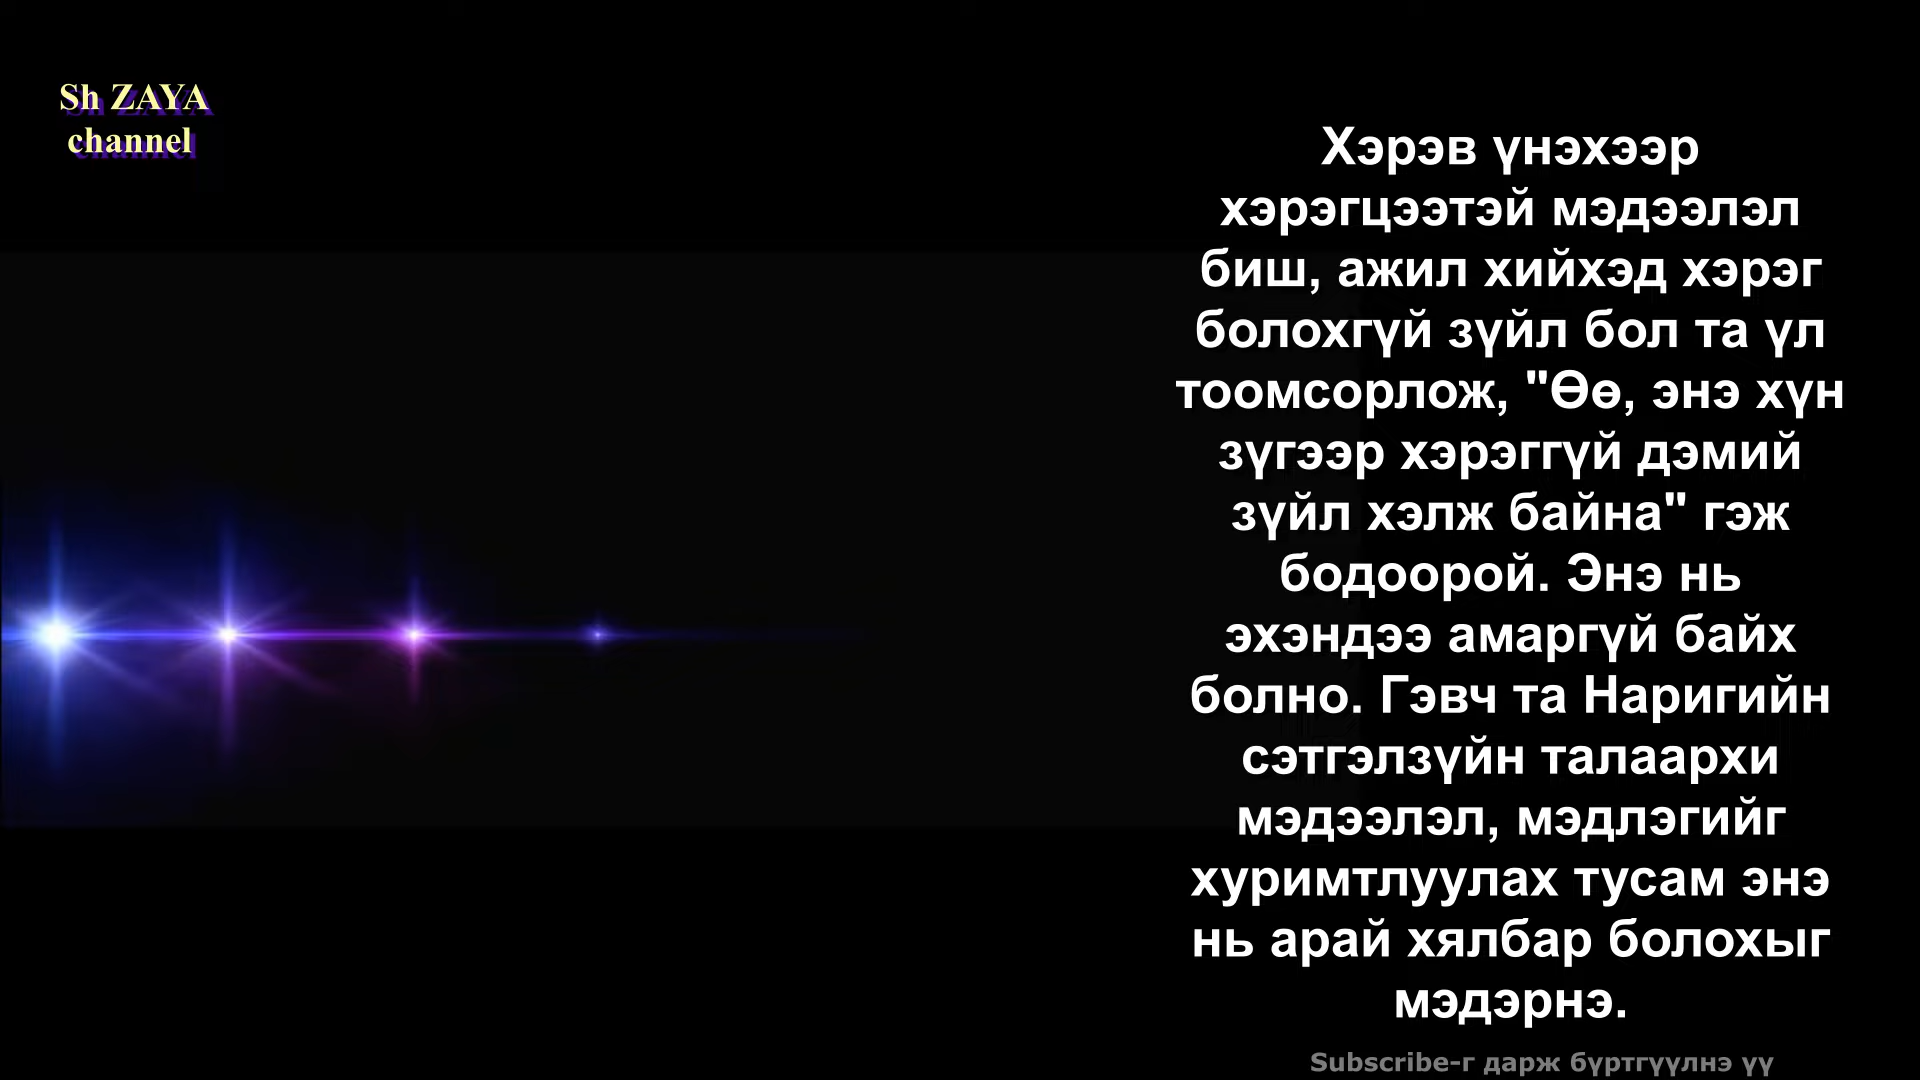 Sh ZAYA
channel
Хэрэв үнэхээр
хэрэгцээтэй мэдээлэл
биш, ажил хийхэд хэрэг
болохгүй зүйл бол та үл
тоомсорлож, "Өө, энэ хүн
зүгээр хэрэггүй дэмий
зүйл хэлж байна" гэж
бодоорой. Энэ нь
эхэндээ амаргүй байх
болно. Гэвч та Наригийн
сэтгэлзүйн талаархи
мэдээлэл, мэдлэгийг
хуримтлуулах тусам энэ
нь арай хялбар болохыг
мэдэрнэ.
Subscribe-г дарж бүртгүүлнэ үү